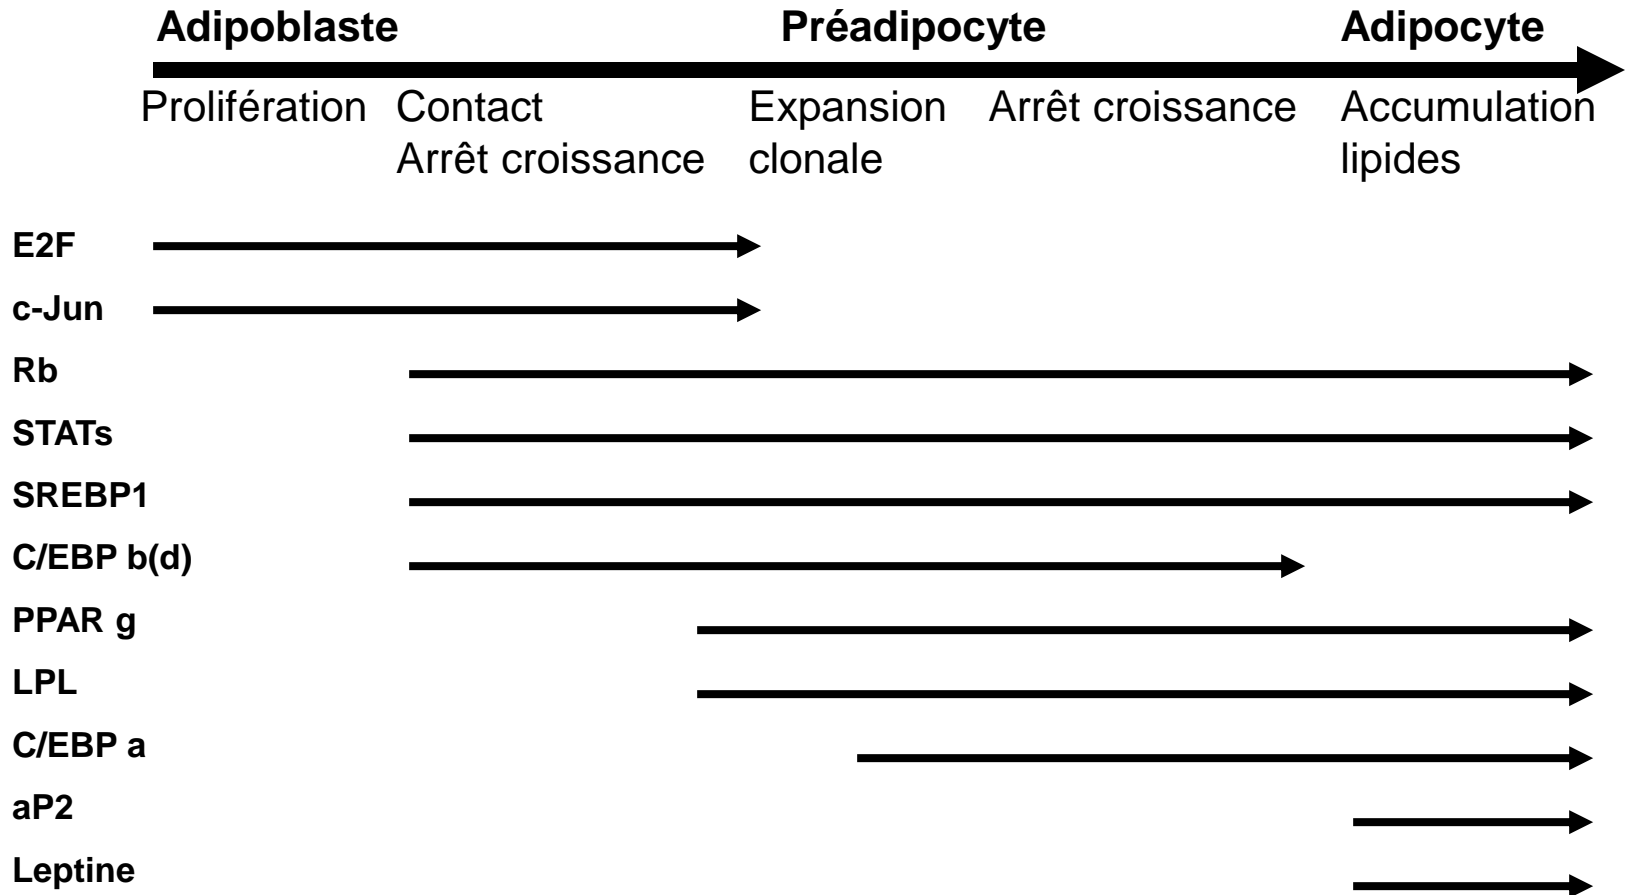 Adipoblaste Préadipocyte Adipocyte
Prolifération Contact Expansion Arrêt croissance Accumulation
Arrêt croissance clonale lipides
E2F
c-Jun
Rb
STATs
SREBP1
C/EBP b(d)
PPAR g
LPL
C/EBP a
aP2
Leptine